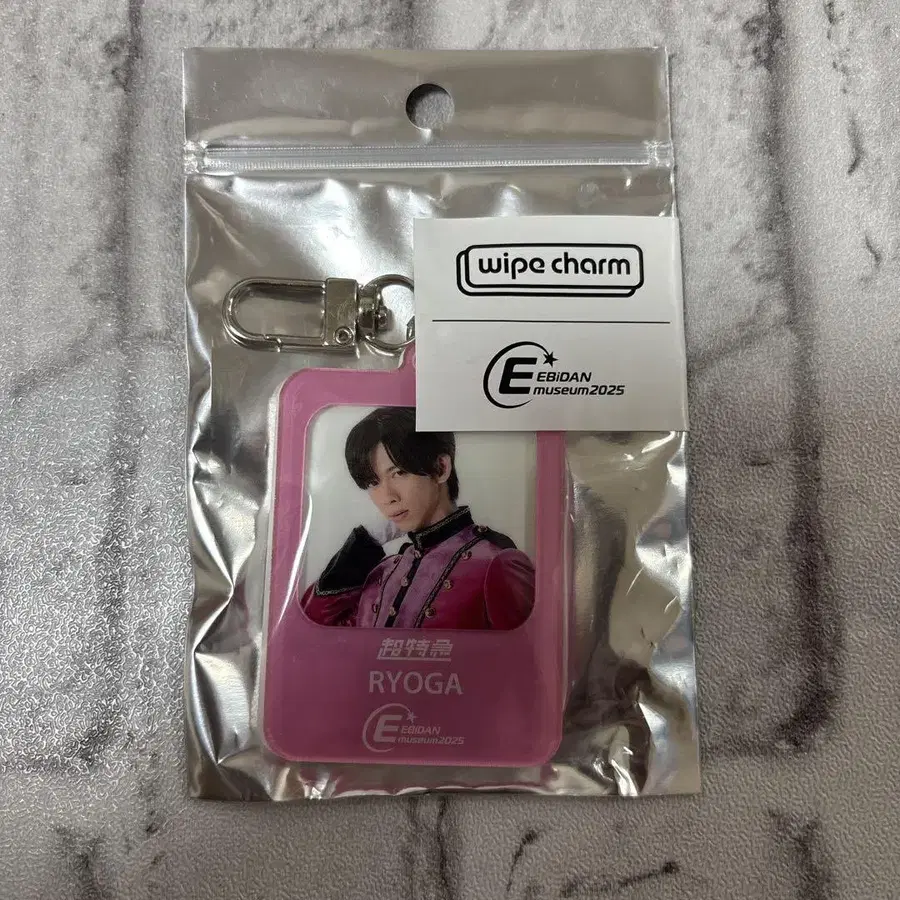 wipe charm
E EBiDAN
museum2025
超特急
RYOGA
E EBiDAN
museum2025